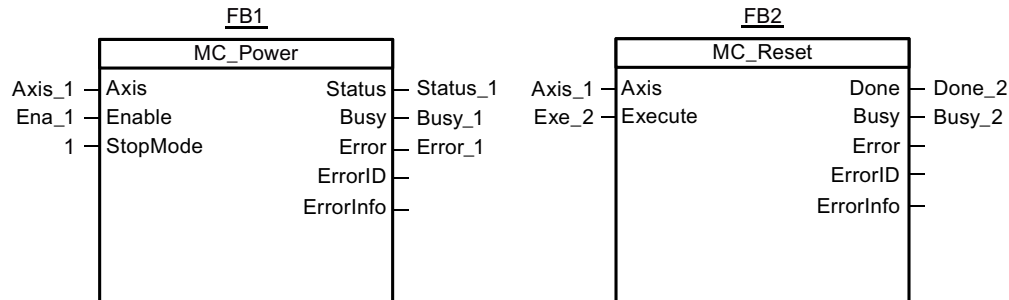 FB1 FB2
MC_Power MC_Reset
Axis_1 Axis Status Status_1 Axis_1 Axis Done Done_2
Ena_1 Enable Busy Busy_1 Exe_2 Execute Busy Busy_2
1 StopMode Error Error_1 Error
ErrorID ErrorID
ErrorInfo ErrorInfo